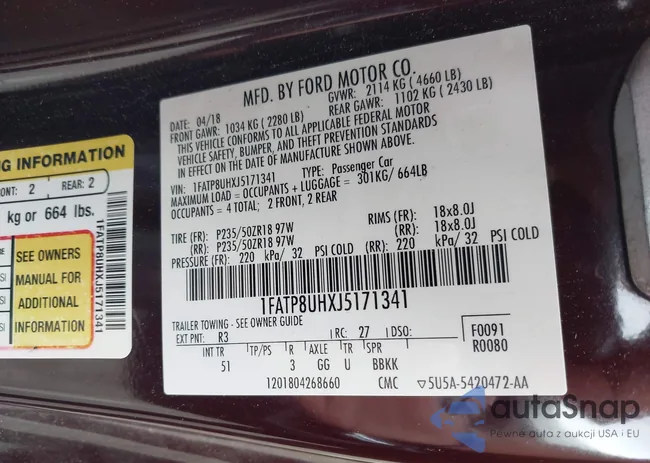 NG INFORMATION
ONT: 2 REAR: 2
kg or 664 lbs.
SEE OWNERS
MANUAL FOR
ADDITIONAL
INFORMATION
1FATP8UHXJ5171341
MFD. BY FORD MOTOR CO.
DATE: 04/18 GVWR: 2114 KG ( 4660 LB)
FRONT GAWR: 1034 KG ( 2280 LB) REAR GAWR: 1102 KG ( 2430 LB)
THIS VEHICLE CONFORMS TO ALL APPLICABLE FEDERAL MOTOR
VEHICLE SAFETY, BUMPER, AND THEFT PREVENTION STANDARDS
IN EFFECT ON THE DATE OF MANUFACTURE SHOWN ABOVE.
VIN: 1FATP8UHXJ5171341 TYPE: Passenger Car
MAXIMUM LOAD = OCCUPANTS + LUGGAGE = 301KG/ 664LB
OCCUPANTS = 4 TOTAL; 2 FRONT, 2 REAR
TIRE (FR): P235/50ZR18 97W RIMS (FR): 18x8.0J
(RR): P235/50ZR18 97W (RR): 18x8.0J
PRESSURE (FR): 220 kPa/ 32 PSI COLD (RR): 220 kPa/ 32 PSI COLD
1FATP8UHXJ5171341
TRAILER TOWING - SEE OWNER GUIDE
EXT PNT: R3 RC: 27 DSO: F0091
R0080
INT TR TP/PS R AXLE TR SPR
51 3 GG U BBKK
1201804268660 CMC ▽5U5A-5420472-AA
autaSnap
Pewne auta z aukcji USA i EU